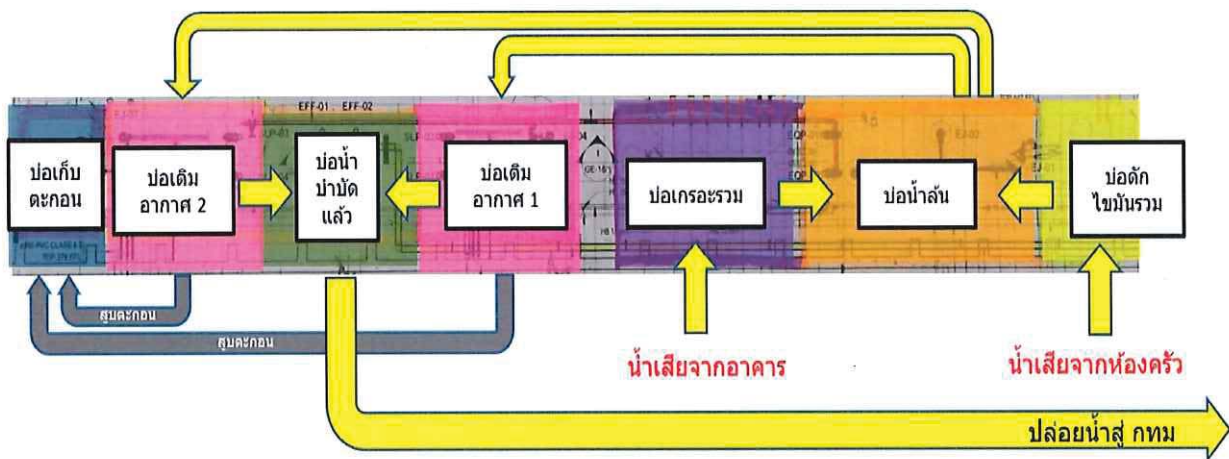 EFF-01 , EFF-02
บ่อเก็บ
ตะกอน
บ่อเติม
อากาศ 2
บ่อน้ำ
บำบัด
แล้ว
บ่อเติม
อากาศ 1
บ่อเกรอะรวม
บ่อน้ำล้น
บ่อดัก
ไขมันรวม
EJ-02
สูบตะกอน
สูบตะกอน
น้ำเสียจากอาคาร
น้ำเสียจากห้องครัว
ปล่อยน้ำสู่ กทม